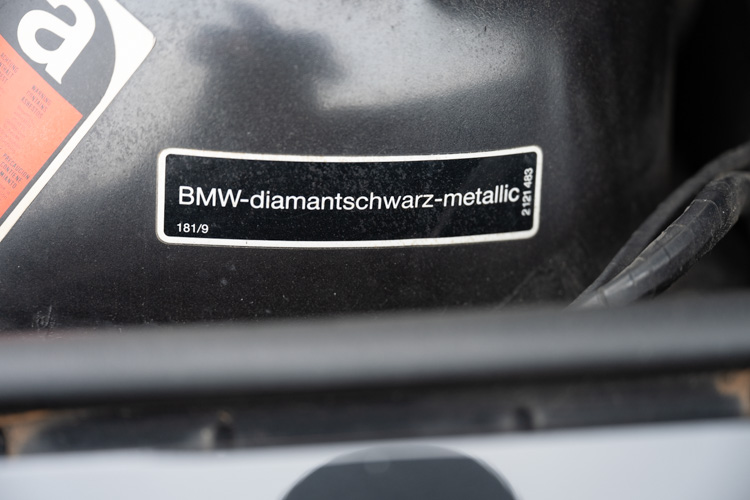 a
BMW-diamantschwarz-metallic
181/9
2 121 483